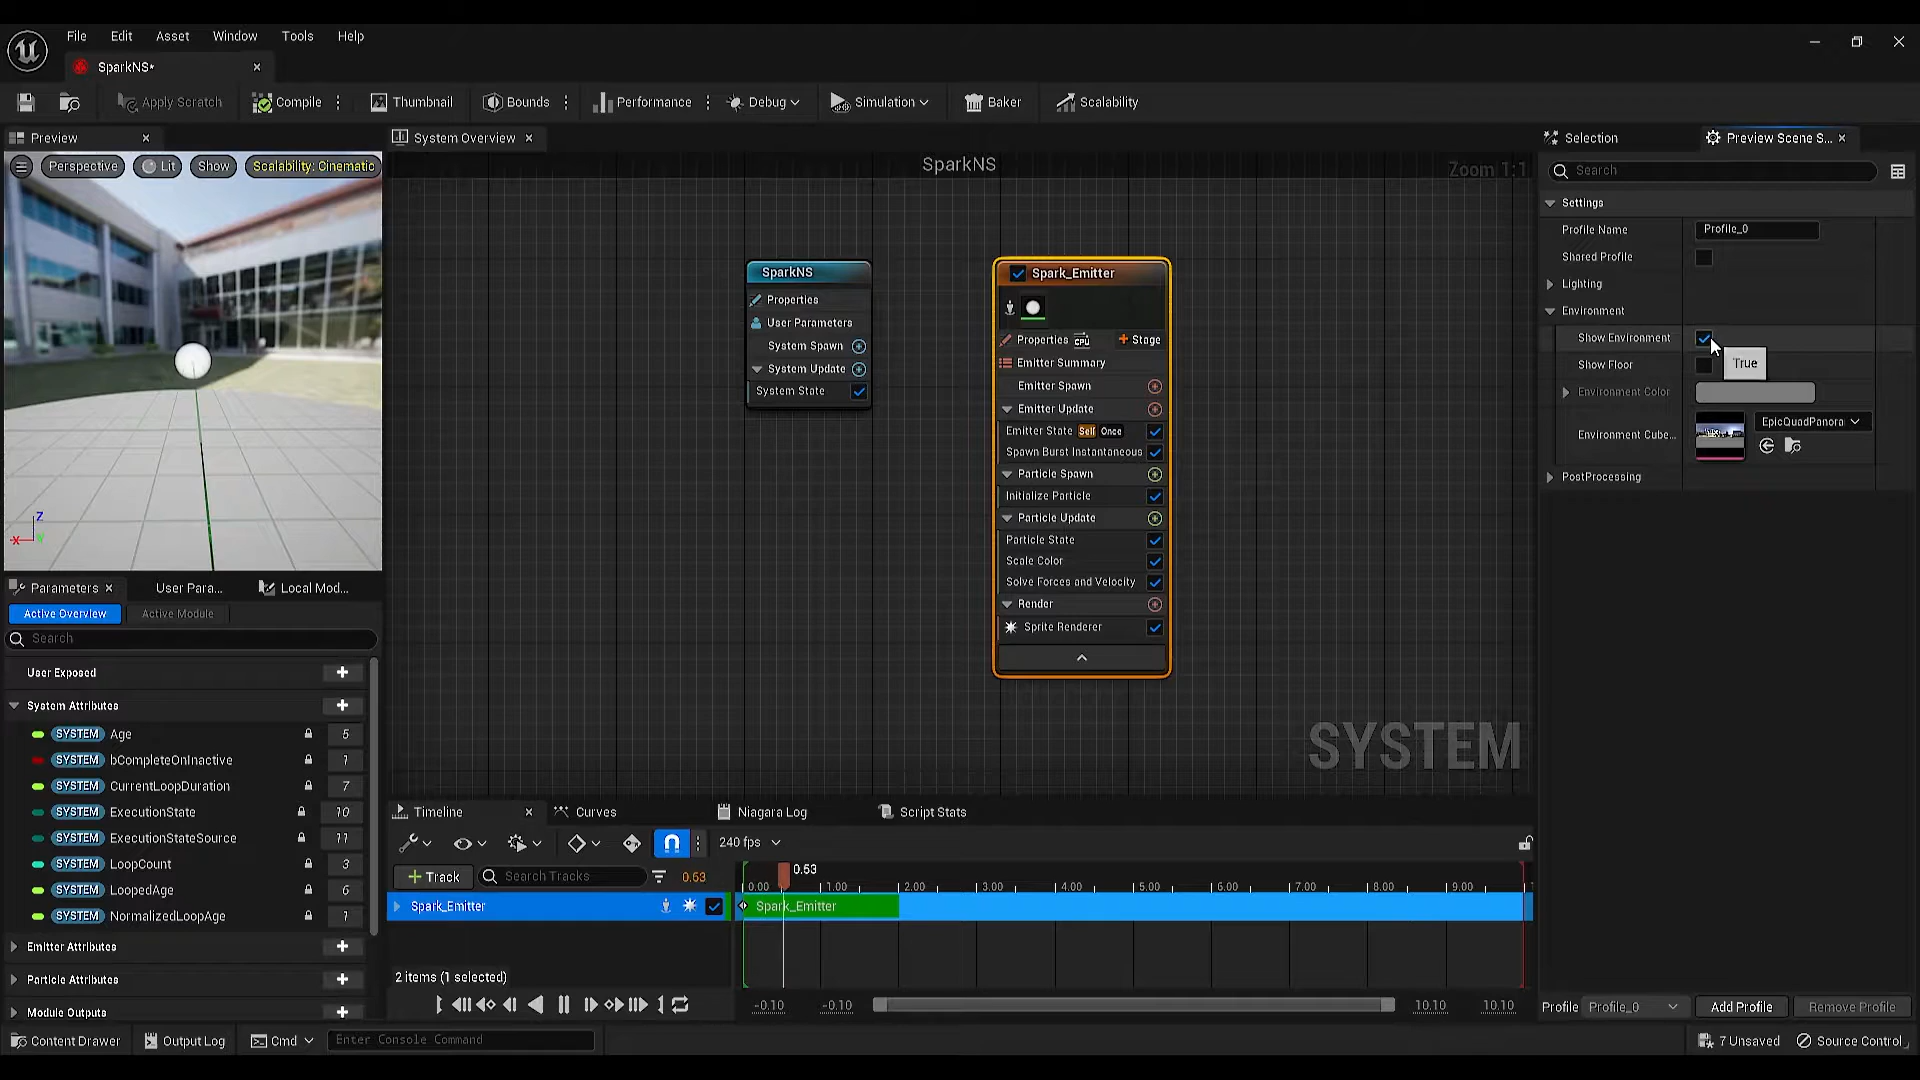 File Edit Asset Window Tools Help
SparkNS*
Apply Scratch Compile Thumbnail Bounds Performance Debug Simulation Baker Scalability
Preview
System Overview
Selection
Preview Scene S...
Perspective Lit Show Scalability: Cinematic
SparkNS
Zoom 1:1
Search
Settings
Profile Name Profile_0
Shared Profile
Lighting
Environment
Show Environment
True
Show Floor
Environment Color
Environment Cube... EpicQuadPanora
PostProcessing
SparkNS
Properties
User Parameters
System Spawn
System Update
System State
Spark_Emitter
Properties CPU Stage
Emitter Summary
Emitter Spawn
Emitter Update
Emitter State Self Once
Spawn Burst Instantaneous
Particle Spawn
Initialize Particle
Particle Update
Particle State
Scale Color
Solve Forces and Velocity
Render
Sprite Renderer
SYSTEM
Z
X
Parameters User Para... Local Mod...
Active Overview Active Module
Search
User Exposed
System Attributes
SYSTEM Age 5
SYSTEM bCompleteOnInactive 1
SYSTEM CurrentLoopDuration 7
SYSTEM ExecutionState 10
SYSTEM ExecutionStateSource 11
SYSTEM LoopCount 3
SYSTEM LoopedAge 6
SYSTEM NormalizedLoopAge 1
Emitter Attributes
Particle Attributes
Module Outputs
Timeline Curves Niagara Log Script Stats
240 fps
Track Search Tracks 0.53
0.53
0.00 1.00 2.00 3.00 4.00 5.00 6.00 7.00 8.00 9.00 1
Spark_Emitter
Spark_Emitter
2 items (1 selected)
-0.10 -0.10 10.10 10.10
Profile Profile_0 Add Profile Remove Profile
Content Drawer Output Log Cmd Enter Console Command
7 Unsaved Source Control